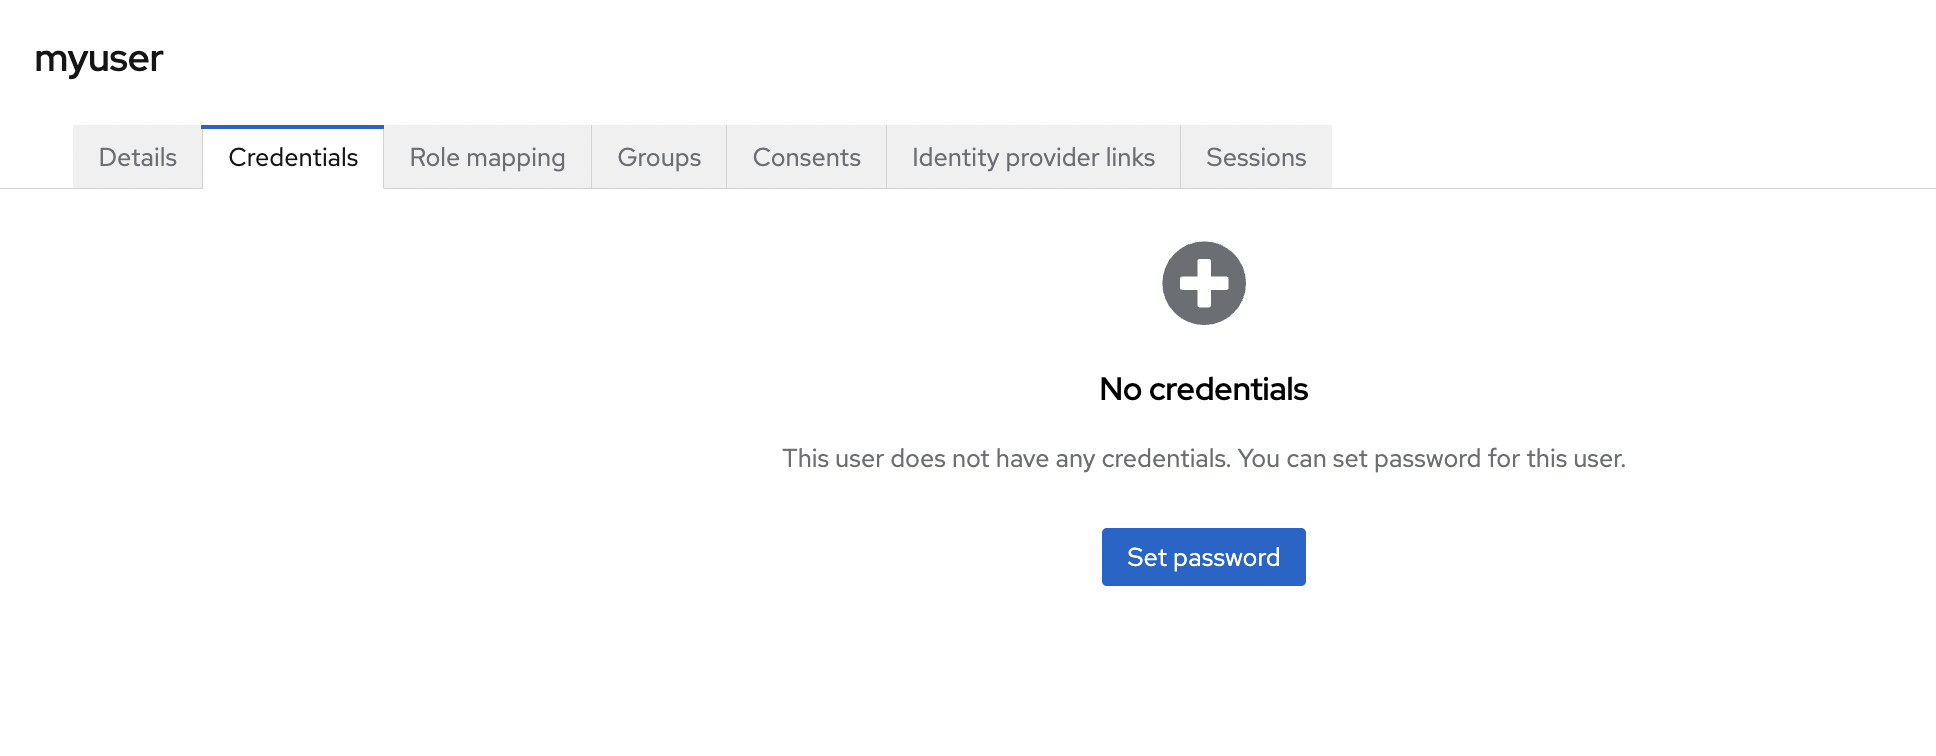 myuser
Details Credentials Role mapping Groups Consents Identity provider links Sessions
No credentials
This user does not have any credentials. You can set password for this user.
Set password